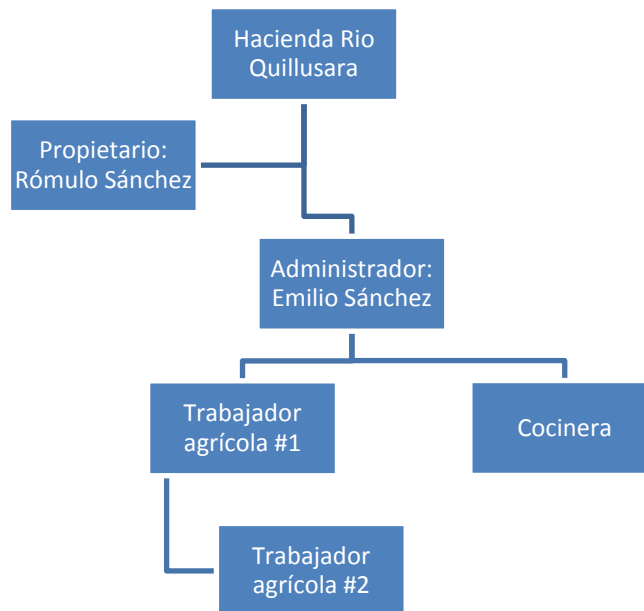 Hacienda Rio
Quillusara
Propietario:
Rómulo Sánchez
Administrador:
Emilio Sánchez
Trabajador
agrícola #1
Cocinera
Trabajador
agrícola #2